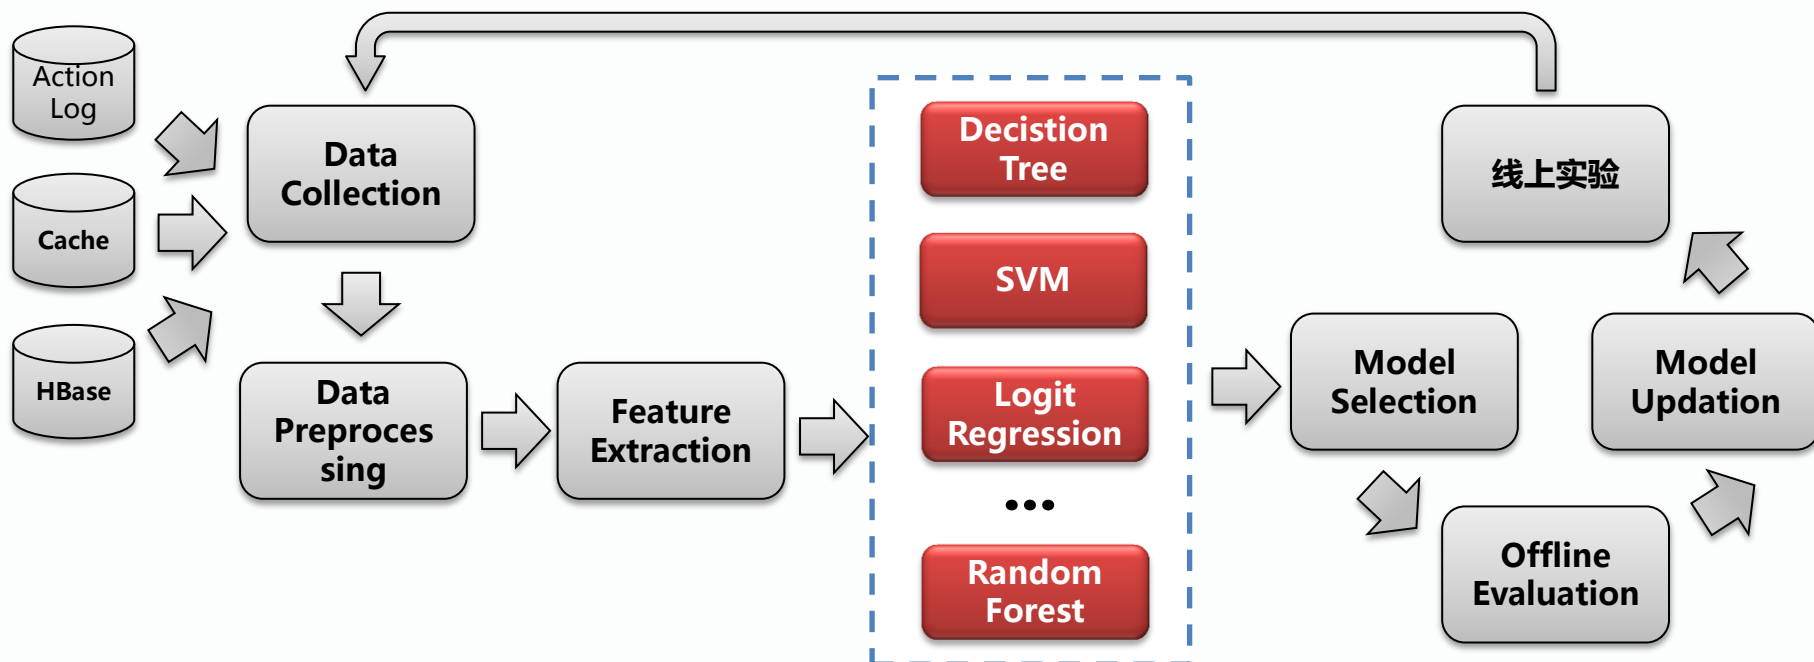 Action
Log
Cache
HBase
Data
Collection
Data
Preproces
sing
Feature
Extraction
Decistion
Tree
SVM
Logit
Regression
...
Random
Forest
Model
Selection
Offline
Evaluation
Model
Updation
线上实验